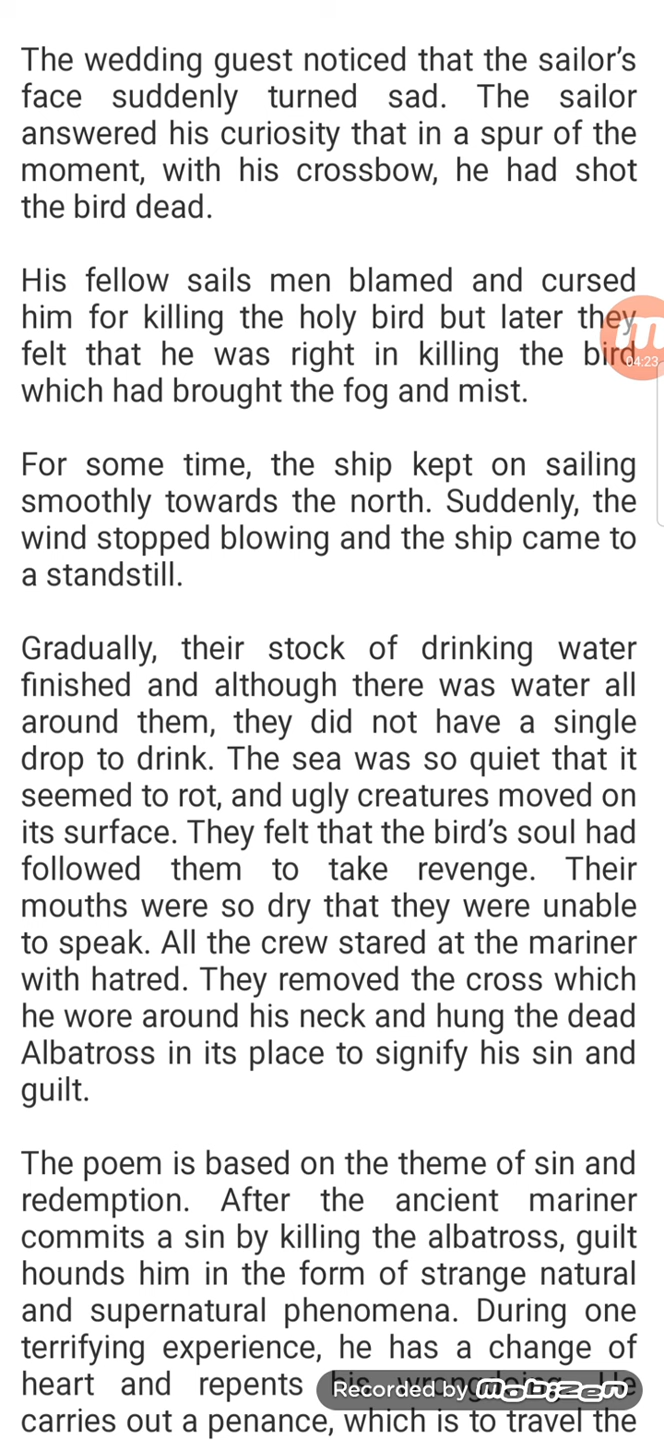 The wedding guest noticed that the sailor's
face suddenly turned sad. The sailor
answered his curiosity that in a spur of the
moment, with his crossbow, he had shot
the bird dead.
His fellow sails men blamed and cursed
him for killing the holy bird but later they
felt that he was right in killing the bird
04:23
which had brought the fog and mist.
For some time, the ship kept on sailing
smoothly towards the north. Suddenly, the
wind stopped blowing and the ship came to
a standstill.
Gradually, their stock of drinking water
finished and although there was water all
around them, they did not have a single
drop to drink. The sea was so quiet that it
seemed to rot, and ugly creatures moved on
its surface. They felt that the bird's soul had
followed them to take revenge. Their
mouths were so dry that they were unable
to speak. All the crew stared at the mariner
with hatred. They removed the cross which
he wore around his neck and hung the dead
Albatross in its place to signify his sin and
guilt.
The poem is based on the theme of sin and
redemption. After the ancient mariner
commits a sin by killing the albatross, guilt
hounds him in the form of strange natural
and supernatural phenomena. During one
terrifying experience, he has a change of
heart and repents his wrongdoing. He
Recorded by mobizen
carries out a penance, which is to travel the